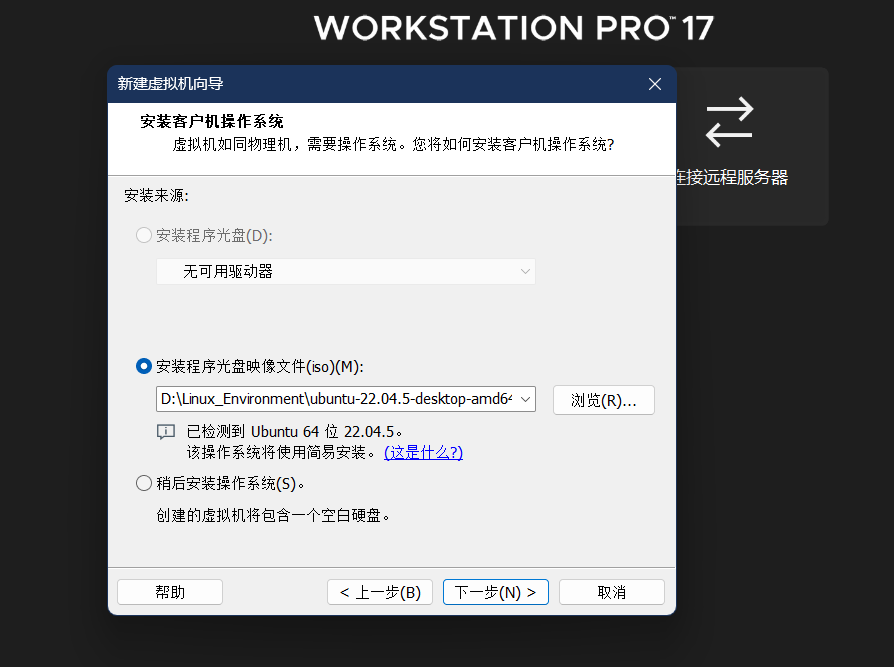 WORKSTATION PRO™ 17
新建虚拟机向导
安装客户机操作系统
虚拟机如同物理机，需要操作系统。您将如何安装客户机操作系统?
连接远程服务器
安装来源:
安装程序光盘(D):
无可用驱动器
安装程序光盘映像文件(iso)(M):
D:\Linux_Environment\ubuntu-22.04.5-desktop-amd64
浏览(R)...
已检测到 Ubuntu 64 位 22.04.5。
该操作系统将使用简易安装。(这是什么?)
稍后安装操作系统(S)。
创建的虚拟机将包含一个空白硬盘。
帮助
< 上一步(B)
下一步(N) >
取消